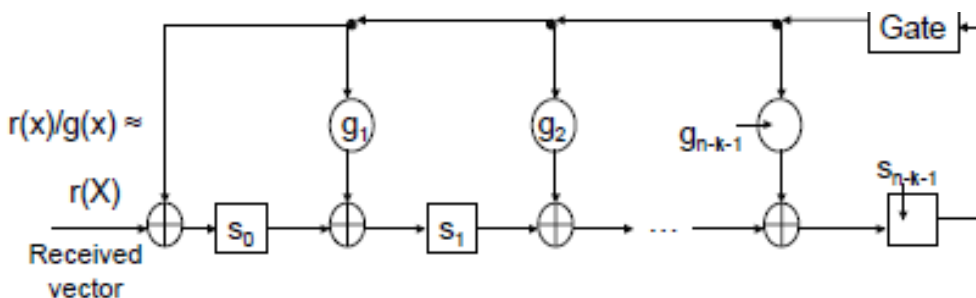 Gate
r(x)/g(x) ≈
g₁
g₂
gₙ₋ₖ₋₁
r(X)
sₙ₋ₖ₋₁
s₀
s₁
...
Received
vector